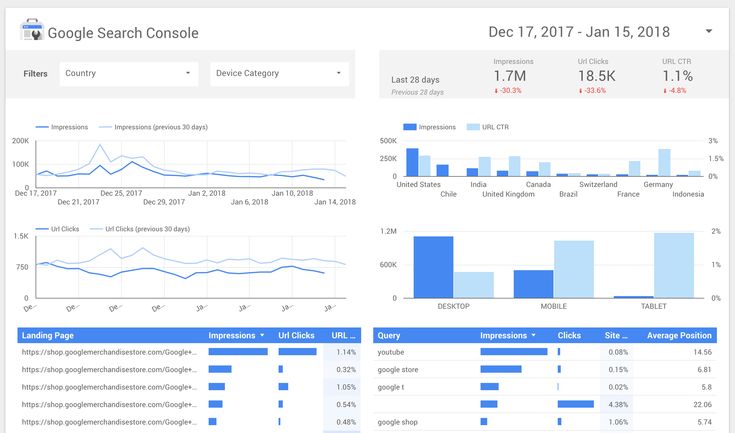 Google Search Console
Dec 17, 2017 - Jan 15, 2018
Filters
Country
Device Category
Last 28 days
Previous 28 days
Impressions
1.7M
-30.3%
Url Clicks
18.5K
-33.6%
URL CTR
1.1%
-4.8%
Impressions
Impressions (previous 30 days)
200K
100K
0
Dec 17, 2017
Dec 21, 2017
Dec 25, 2017
Dec 29, 2017
Jan 2, 2018
Jan 6, 2018
Jan 10, 2018
Jan 14, 2018
Impressions
URL CTR
500K
250K
0
3%
1.5%
0%
United States
Chile
India
United Kingdom
Canada
Brazil
Switzerland
France
Germany
Indonesia
Url Clicks
Url Clicks (previous 30 days)
1.5K
750
0
De...
De...
De...
De...
Ja...
Ja...
Ja...
Ja...
1.2M
600K
0
2%
1%
0%
DESKTOP
MOBILE
TABLET
Landing Page Impressions Url Clicks URL ...
https://shop.googlemerchandisestore.com/Google+... 1.14%
https://shop.googlemerchandisestore.com/Google+... 0.32%
https://shop.googlemerchandisestore.com/Google+... 1.05%
https://shop.googlemerchandisestore.com/Google+... 0.54%
https://shop.googlemerchandisestore.com/Google+... 0.48%
Query Impressions Clicks Site ... Average Position
youtube 0.08% 14.56
google store 0.15% 6.81
google t 0.02% 5.8
4.38% 22.06
google shop 1.06% 5.74